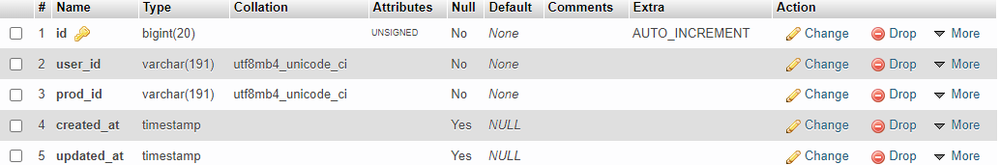 # Name Type Collation Attributes Null Default Comments Extra Action
1 id bigint(20) UNSIGNED No None AUTO_INCREMENT Change Drop More
2 user_id varchar(191) utf8mb4_unicode_ci No None Change Drop More
3 prod_id varchar(191) utf8mb4_unicode_ci No None Change Drop More
4 created_at timestamp Yes NULL Change Drop More
5 updated_at timestamp Yes NULL Change Drop More